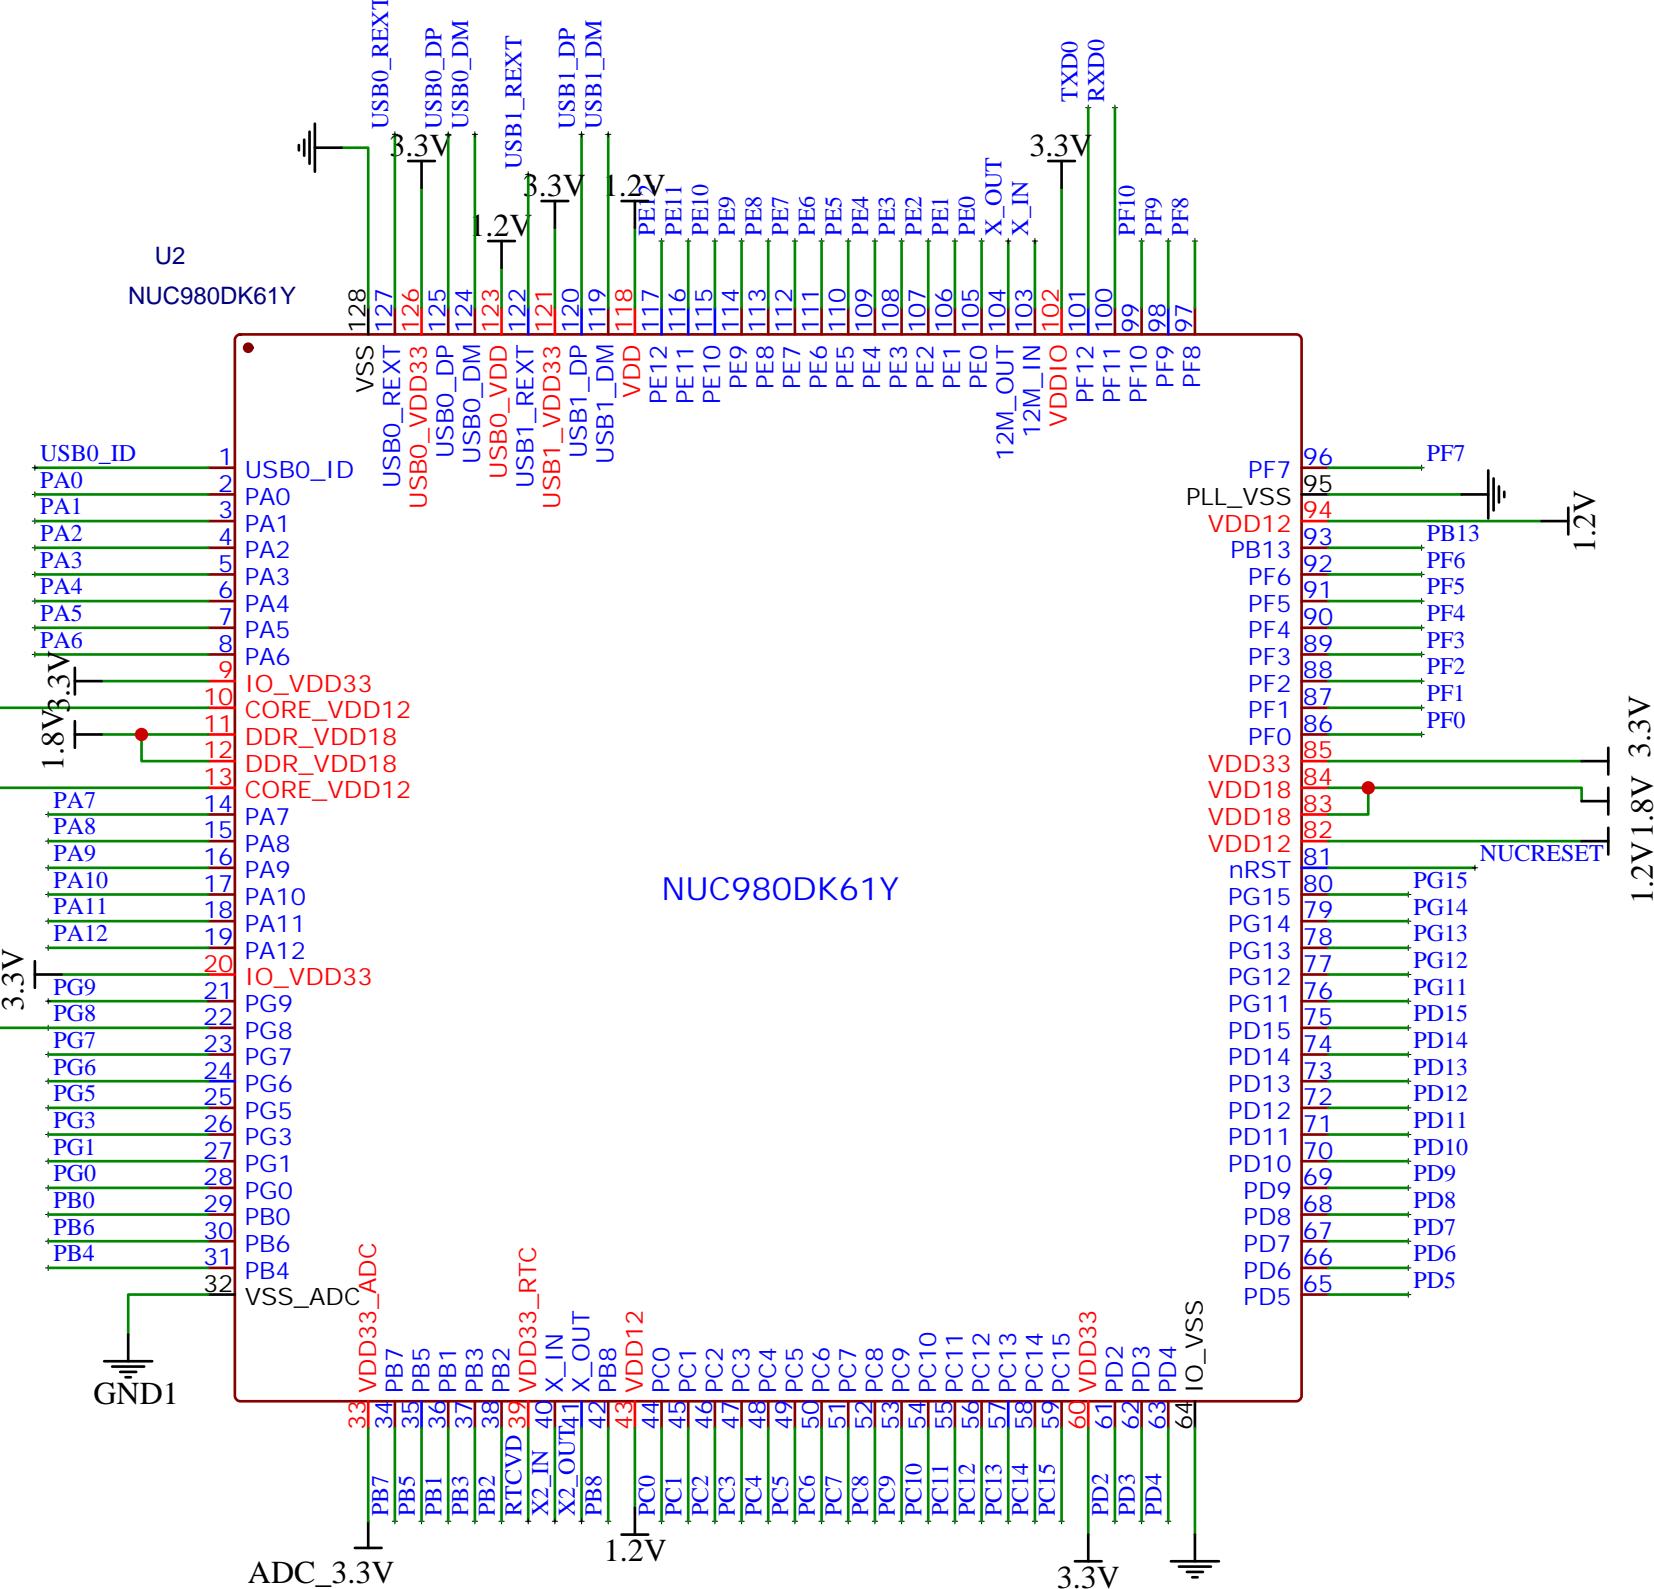 USB0_REXT
USB0_DP
USB0_DM
USB1_REXT
USB1_DP
USB1_DM
TXD0
RXD0
3.3V
1.2V
3.3V
1.2V
3.3V
PE12
PE11
PE10
PE9
PE8
PE7
PE6
PE5
PE4
PE3
PE2
PE1
PE0
X_OUT
X_IN
PF10
PF9
PF8
U2
NUC980DK61Y
128 VSS
127 USB0_REXT
126 USB0_VDD33
125 USB0_DP
124 USB0_DM
123 USB0_VDD
122 USB1_REXT
121 USB1_VDD33
120 USB1_DP
119 USB1_DM
118 VDD
117 PE12
116 PE11
115 PE10
114 PE9
113 PE8
112 PE7
111 PE6
110 PE5
109 PE4
108 PE3
107 PE2
106 PE1
105 PE0
104 12M_OUT
103 12M_IN
102 VDDIO
101 PF12
100 PF11
99 PF10
98 PF9
97 PF8
USB0_ID 1 USB0_ID
PA0 2 PA0
PA1 3 PA1
PA2 4 PA2
PA3 5 PA3
PA4 6 PA4
PA5 7 PA5
PA6 8 PA6
3.3V 9 IO_VDD33
10 CORE_VDD12
1.8V 11 DDR_VDD18
12 DDR_VDD18
13 CORE_VDD12
PA7 14 PA7
PA8 15 PA8
PA9 16 PA9
PA10 17 PA10
PA11 18 PA11
PA12 19 PA12
3.3V 20 IO_VDD33
PG9 21 PG9
PG8 22 PG8
PG7 23 PG7
PG6 24 PG6
PG5 25 PG5
PG3 26 PG3
PG1 27 PG1
PG0 28 PG0
PB0 29 PB0
PB6 30 PB6
PB4 31 PB4
32 VSS_ADC
GND1
NUC980DK61Y
PF7 96 PF7
PLL_VSS 95
VDD12 94 1.2V
PB13 93 PB13
PF6 92 PF6
PF5 91 PF5
PF4 90 PF4
PF3 89 PF3
PF2 88 PF2
PF1 87 PF1
PF0 86 PF0
VDD33 85 3.3V
VDD18 84 1.8V
VDD18 83
VDD12 82 1.2V
nRST 81 NUCRESET
PG15 80 PG15
PG14 79 PG14
PG13 78 PG13
PG12 77 PG12
PG11 76 PG11
PD15 75 PD15
PD14 74 PD14
PD13 73 PD13
PD12 72 PD12
PD11 71 PD11
PD10 70 PD10
PD9 69 PD9
PD8 68 PD8
PD7 67 PD7
PD6 66 PD6
PD5 65 PD5
VDD33_ADC 33
PB7 34 PB7
PB5 35 PB5
PB1 36 PB1
PB3 37 PB3
PB2 38 PB2
VDD33_RTC 39 RTCVD
X_IN 40 X2_IN
X_OUT 41 X2_OUT
PB8 42 PB8
VDD12 43
PC0 44 PC0
PC1 45 PC1
PC2 46 PC2
PC3 47 PC3
PC4 48 PC4
PC5 49 PC5
PC6 50 PC6
PC7 51 PC7
PC8 52 PC8
PC9 53 PC9
PC10 54 PC10
PC11 55 PC11
PC12 56 PC12
PC13 57 PC13
PC14 58 PC14
PC15 59 PC15
VDD33 60
PD2 61 PD2
PD3 62 PD3
PD4 63 PD4
IO_VSS 64
ADC_3.3V
1.2V
3.3V